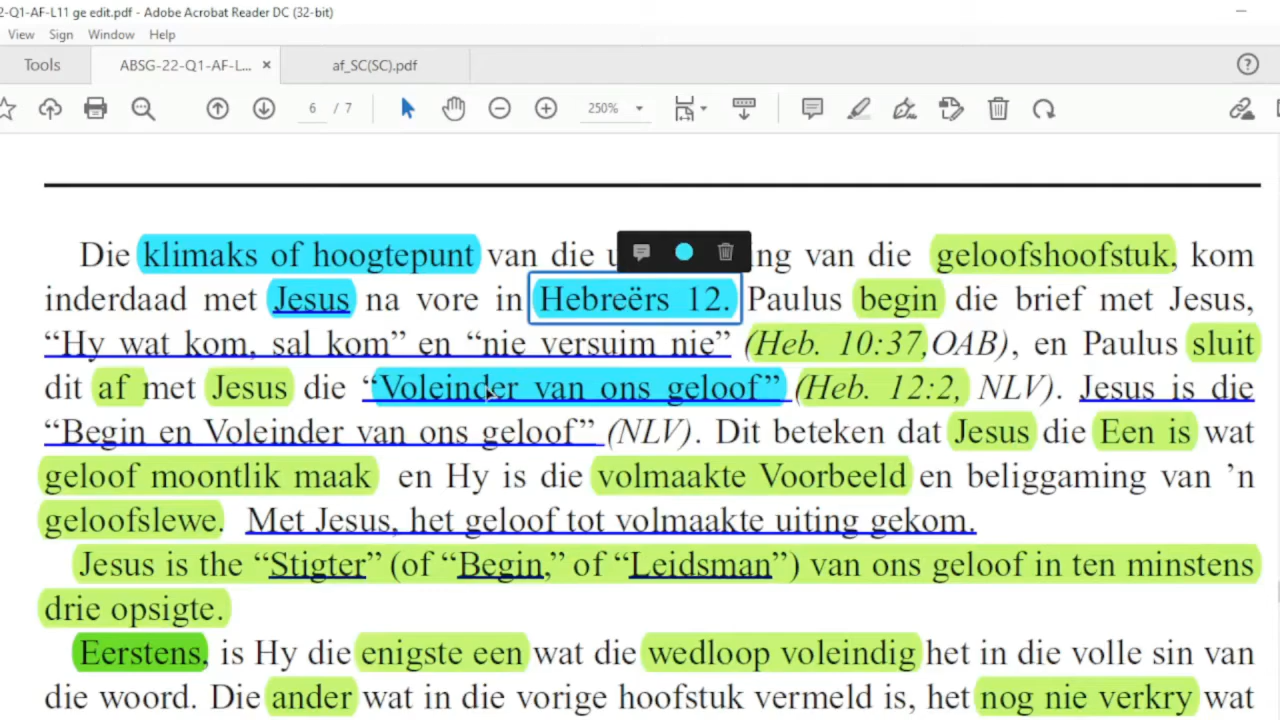 2-Q1-AF-L11 ge edit.pdf - Adobe Acrobat Reader DC (32-bit)
View Sign Window Help
Tools ABSG-22-Q1-AF-L... × af_SC(SC).pdf
6 / 7 250%
Die klimaks of hoogtepunt van die ing van die geloofshoofstuk, kom
inderdaad met Jesus na vore in Hebreërs 12. Paulus begin die brief met Jesus,
“Hy wat kom, sal kom” en “nie versuim nie” (Heb. 10:37,OAB), en Paulus sluit
dit af met Jesus die “Voleinder van ons geloof” (Heb. 12:2, NLV). Jesus is die
“Begin en Voleinder van ons geloof” (NLV). Dit beteken dat Jesus die Een is wat
geloof moontlik maak en Hy is die volmaakte Voorbeeld en beliggaming van ’n
geloofslewe. Met Jesus, het geloof tot volmaakte uiting gekom.
Jesus is the “Stigter” (of “Begin,” of “Leidsman”) van ons geloof in ten minstens
drie opsigte.
Eerstens, is Hy die enigste een wat die wedloop voleindig het in die volle sin van
die woord. Die ander wat in die vorige hoofstuk vermeld is, het nog nie verkry wat